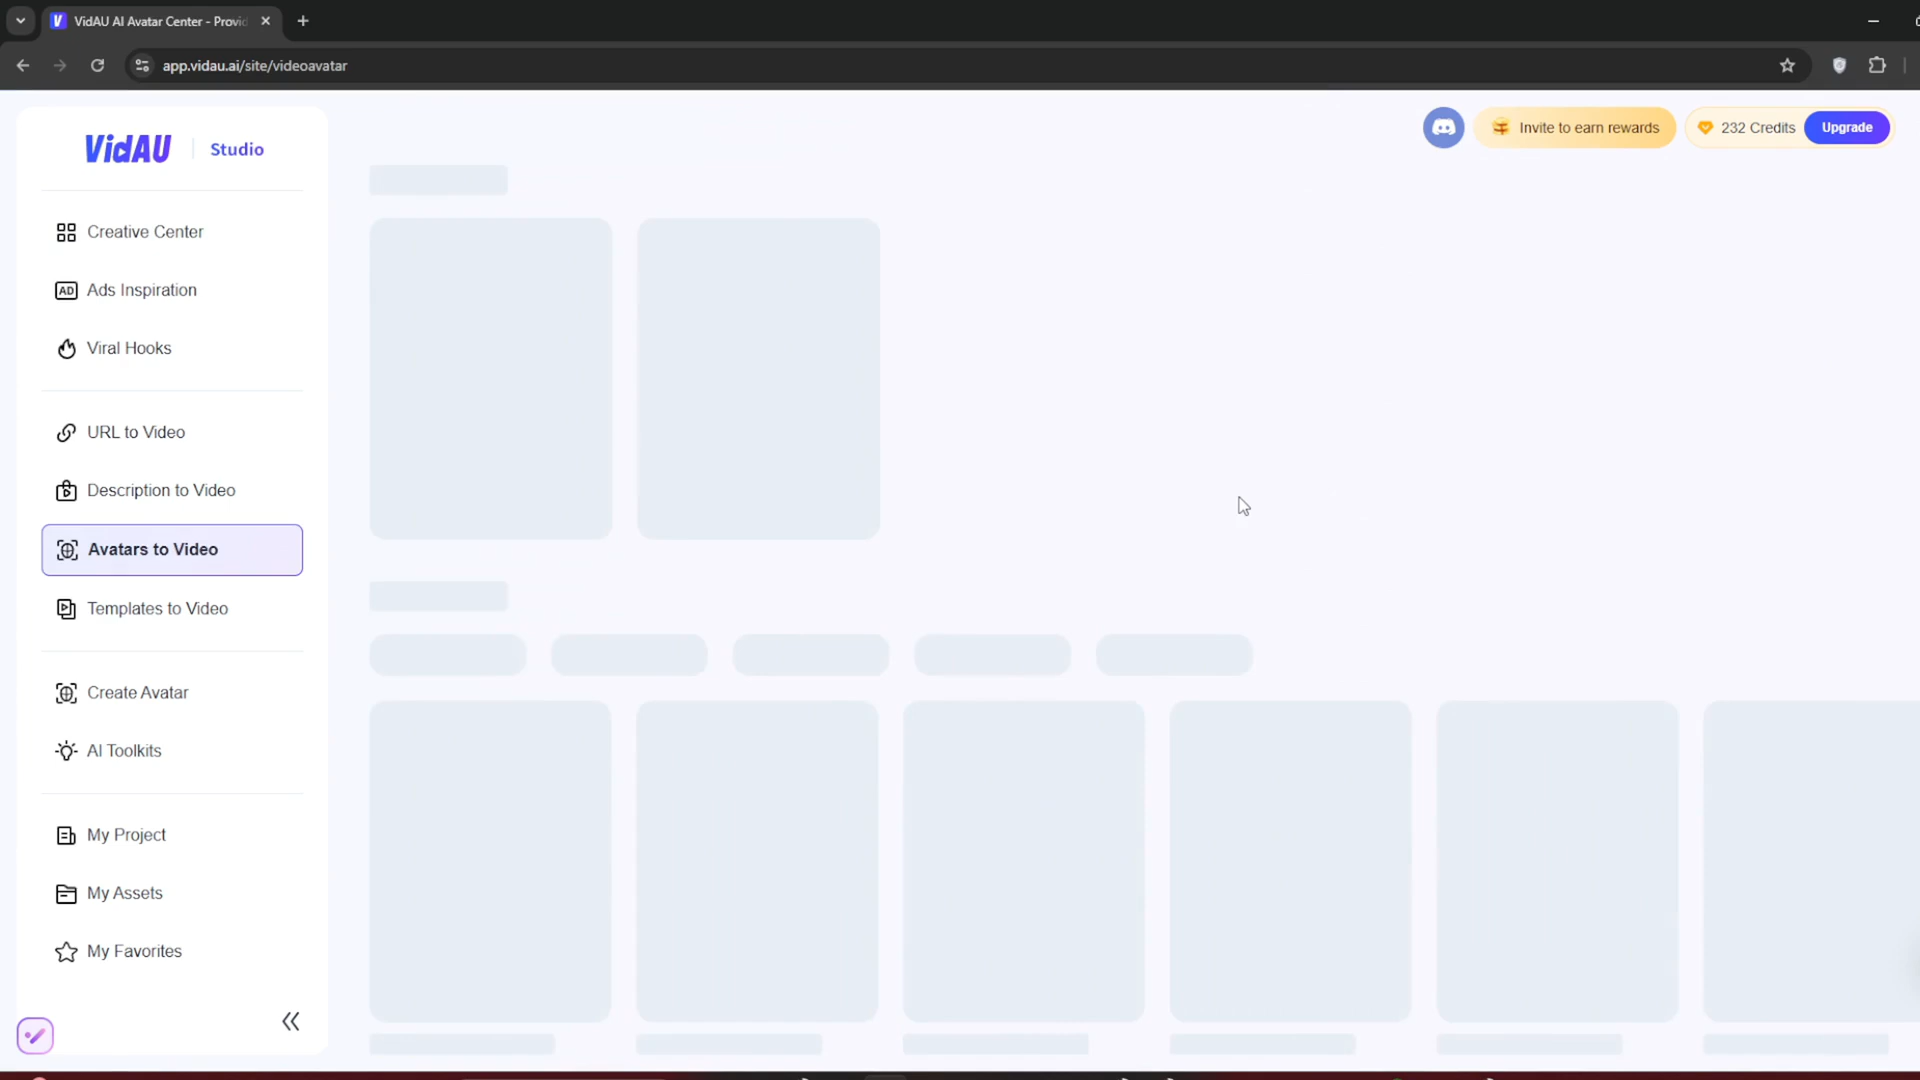 VidAU AI Avatar Center - Provi
app.vidau.ai/site/videoavatar
VidAU
Studio
Invite to earn rewards
232 Credits
Upgrade
Creative Center
AD
Ads Inspiration
Viral Hooks
URL to Video
Description to Video
Avatars to Video
Templates to Video
Create Avatar
AI Toolkits
My Project
My Assets
My Favorites